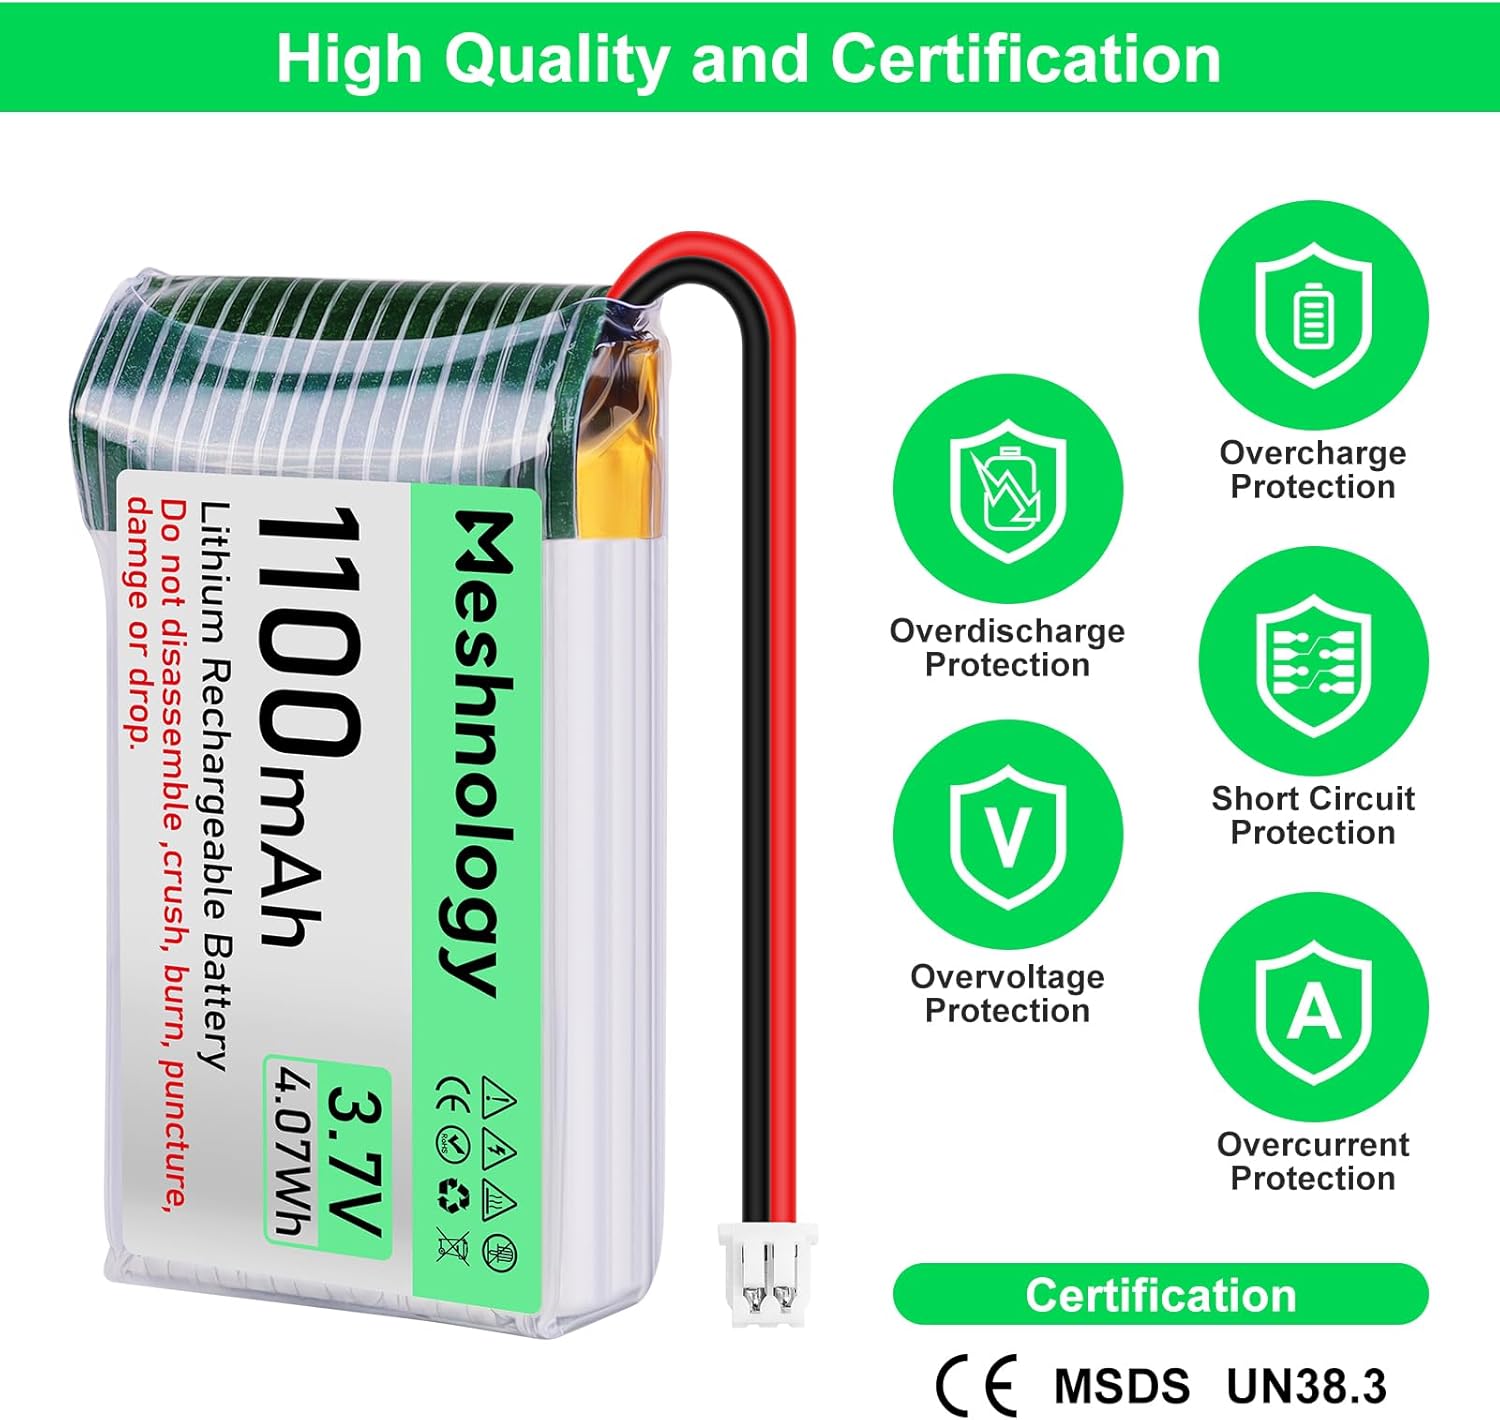 High Quality and Certification
Meshnology
1100mAh
3.7V
4.07Wh
Lithium Rechargeable Battery
Do not disassemble ,crush, burn, puncture,
damge or drop.
CE
RoHS
Overcharge
Protection
Overdischarge
Protection
Short Circuit
Protection
V
Overvoltage
Protection
A
Overcurrent
Protection
Certification
CE MSDS UN38.3